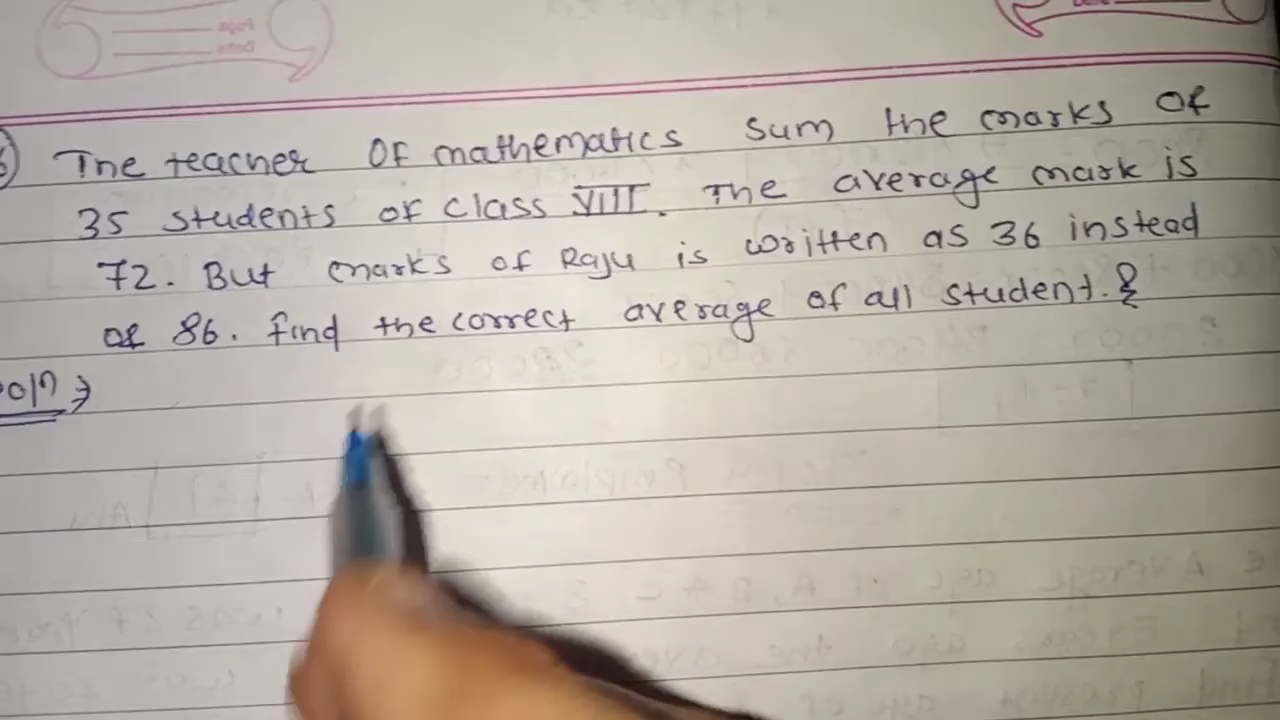 The teacher of mathematics sum the marks of
35 students of class VIII. The average mark is
72. But marks of Raju is written as 36 instead
of 86. find the correct average of all student.?
Soln